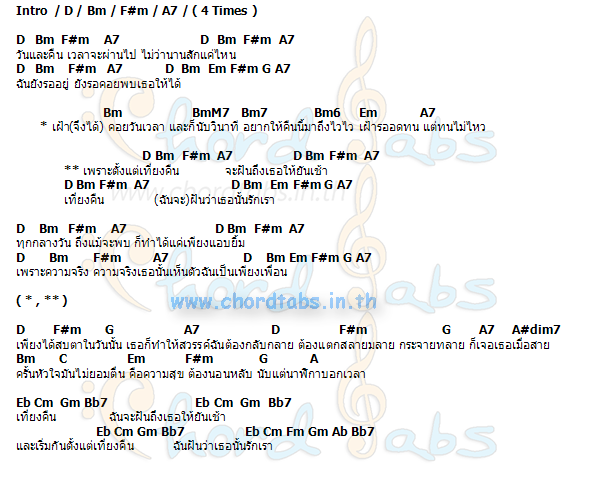 Intro / D / Bm / F#m / A7 / ( 4 Times )
D Bm F#m A7 D Bm F#m A7
วันและคืน เวลาจะผ่านไป ไม่ว่านานสักแค่ไหน
D Bm F#m A7 D Bm Em F#m G A7
ฉันยังรออยู่ ยังรอคอยพบเธอให้ได้
Bm BmM7 Bm7 Bm6 Em A7
* เฝ้า(จึงได้) คอยวันเวลา และก็นับวินาที อยากให้คืนนี้มาถึงไวไว เฝ้ารอดทน แต่ทนไม่ไหว
D Bm F#m A7 D Bm F#m A7
** เพราะตั้งแต่เที่ยงคืน จะฝันถึงเธอให้ยันเช้า
D Bm F#m A7 D Bm Em F#m G A7
เที่ยงคืน (ฉันจะ)ฝันว่าเธอนั้นรักเรา
D Bm F#m A7 D Bm F#m A7
ทุกกลางวัน ถึงแม้จะพบ ก็ทำได้แค่เพียงแอบยิ้ม
D Bm F#m A7 D Bm Em F#m G A7
เพราะความจริง ความจริงเธอนั้นเห็นตัวฉันเป็นเพียงเพื่อน
( * , ** )
www.chordtabs.in.th
D F#m G A7 D F#m G A7 A#dim7
เพียงได้สบตาในวันนั้น เธอก็ทำให้สวรรค์ฉันต้องกลับกลาย ต้องแตกสลายมลาย กระจายหลาย ก็เจอเธอเมื่อสาย
Bm C Em F#m G A
ครั้นหัวใจมันไม่ยอมตื่น คือความสุข ต้องนอนหลับ นับแต่นาฬิกาบอกเวลา
Eb Cm Gm Bb7 Eb Cm Gm Bb7
เที่ยงคืน ฉันจะฝันถึงเธอให้ยันเช้า
Eb Cm Gm Bb7 Eb Cm Fm Gm Ab Bb7
และเริ่มกันตั้งแต่เที่ยงคืน ฉันฝันว่าเธอนั้นรักเรา